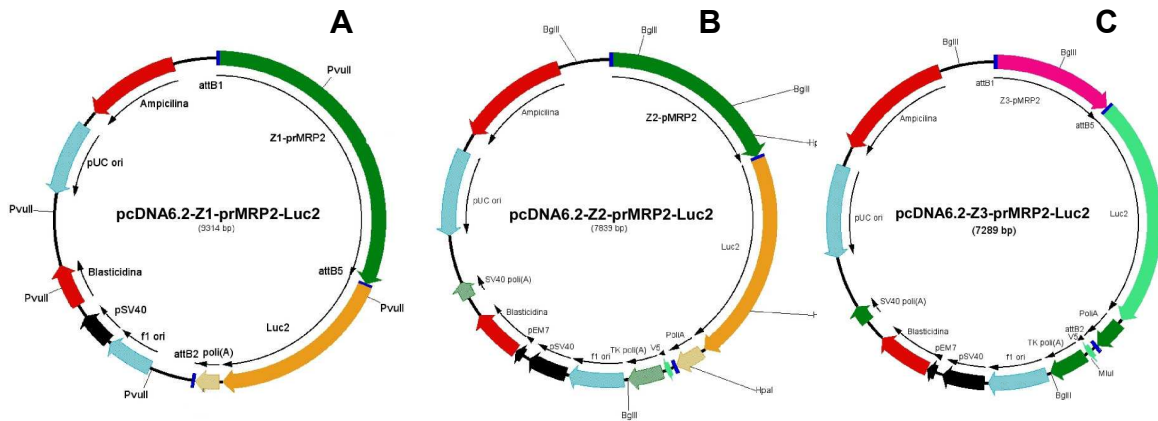 A
PvuII
attB1
Ampicilina
Z1-prMRP2
pUC ori
PvuII
pcDNA6.2-Z1-prMRP2-Luc2
(9314 bp)
attB5
Blasticidina
PvuII
PvuII
pSV40
Luc2
f1 ori
attB2
poli(A)
PvuII
B
BglII
BglII
BglII
Ampicilina
Z2-pMRP2
Hp
pUC ori
pcDNA6.2-Z2-prMRP2-Luc2
(7839 bp)
Luc2
SV40 poli(A)
Blasticidina
pEM7
pSV40
f1 ori
TK poli(A)
V5
PoliA
HpaI
BglII
C
BglII
BglII
attB1
Z3-pMRP2
attB5
Ampicilina
pUC ori
pcDNA6.2-Z3-prMRP2-Luc2
(7289 bp)
Luc2
SV40 poli(A)
Blasticidina
pEM7
pSV40
f1 ori
TK poli(A)
V5
attB2
PoliA
MluI
BglII